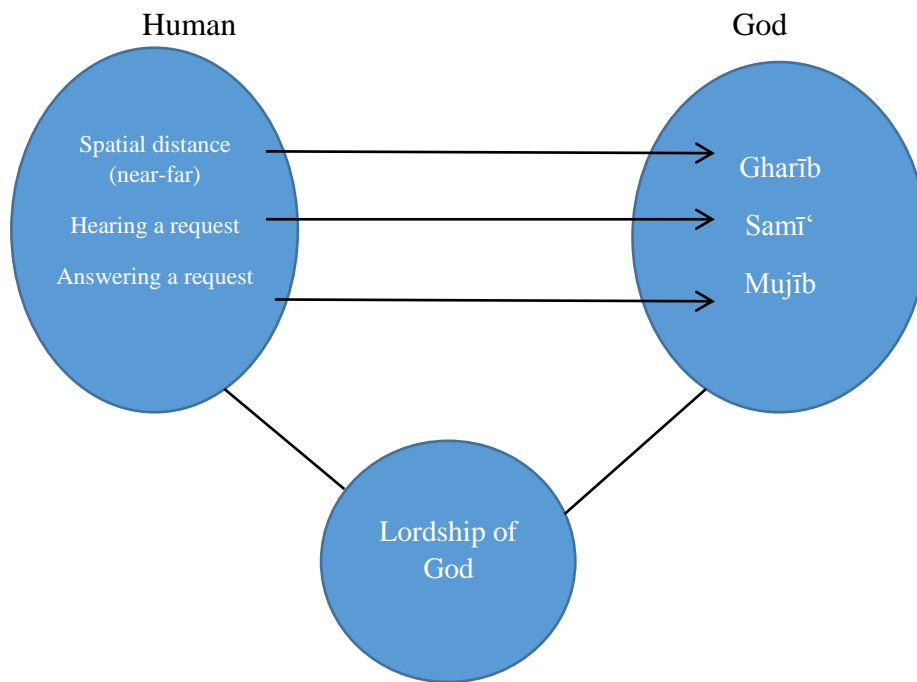 Human
God
Spatial distance
(near-far)
Hearing a request
Answering a request
Gharīb
Samī‘
Mujīb
Lordship of
God